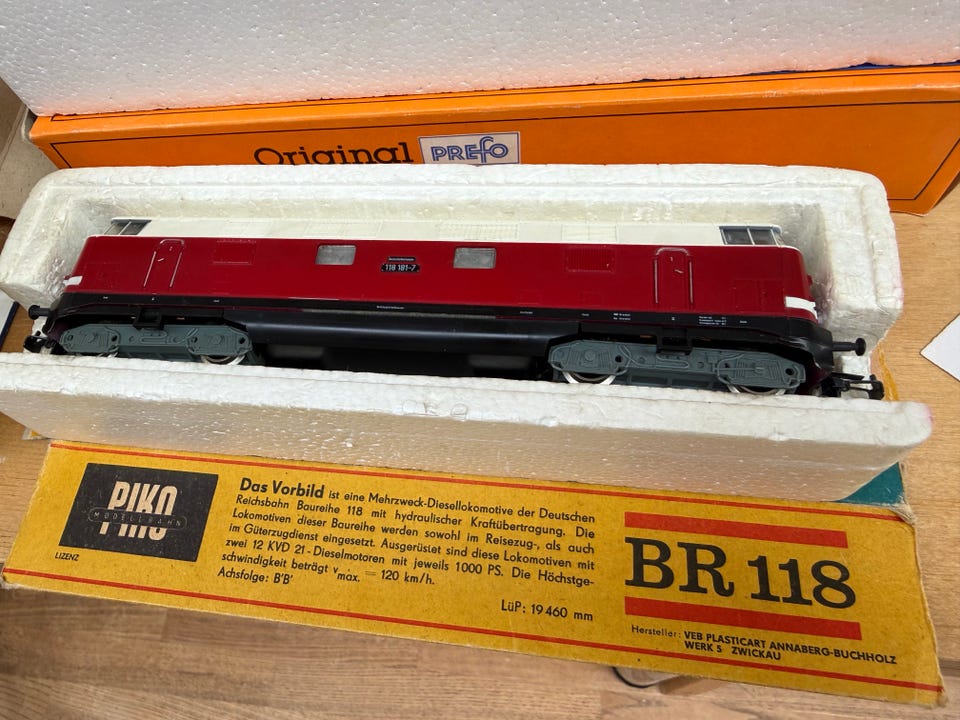 Original PREFO
118 181-7
PIKO
MODELLBAHN
LIZENZ
Das Vorbild ist eine Mehrzweck-Diesellokomotive der Deutschen
Reichsbahn Baureihe 118 mit hydraulischer Kraftübertragung. Die
Lokomotiven dieser Baureihe werden sowohl im Reisezug-, als auch
im Güterzugdienst eingesetzt. Ausgerüstet sind diese Lokomotiven mit
zwei 12 KVD 21-Dieselmotoren mit jeweils 1000 PS. Die Höchstge-
schwindigkeit beträgt v max. = 120 km/h.
Achsfolge: B'B'
LüP: 19 460 mm
BR 118
Hersteller: VEB PLASTICART ANNABERG-BUCHHOLZ
WERK 5 ZWICKAU